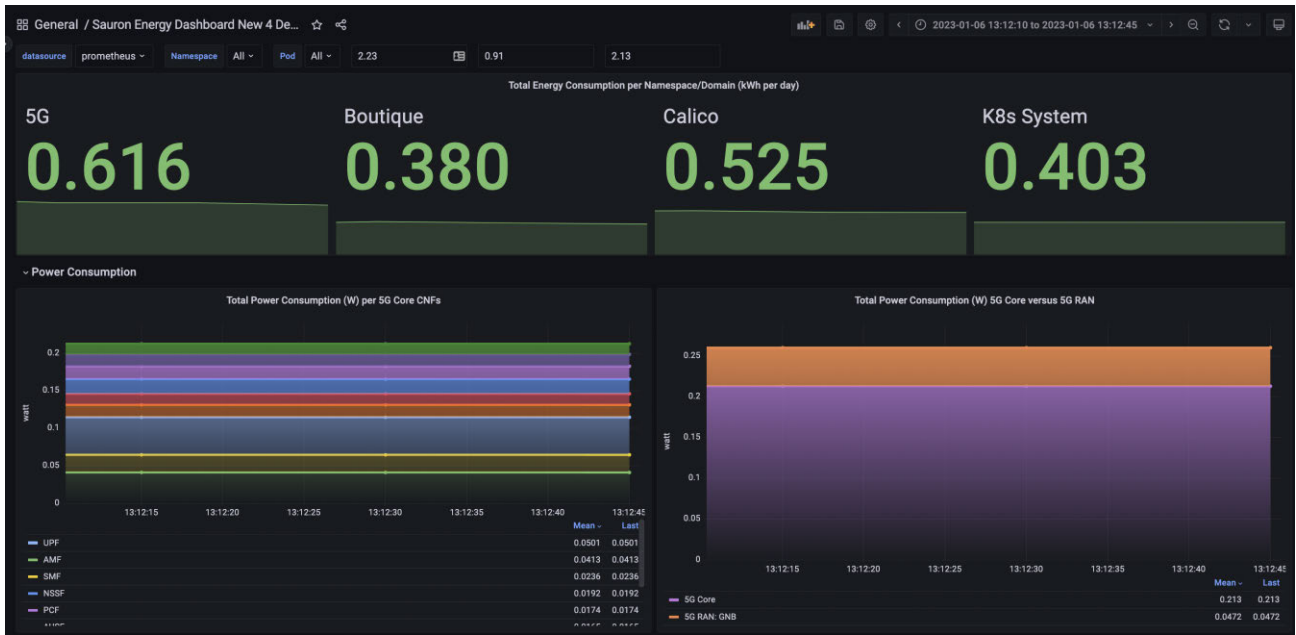 General / Sauron Energy Dashboard New 4 De...
2023-01-06 13:12:10 to 2023-01-06 13:12:45
datasource prometheus Namespace All Pod All 2.23 0.91 2.13
Total Energy Consumption per Namespace/Domain (kWh per day)
5G Boutique Calico K8s System
0.616 0.380 0.525 0.403
Power Consumption
Total Power Consumption (W) per 5G Core CNFs
0.2
0.15
0.1
0.05
0
watt
13:12:15 13:12:20 13:12:25 13:12:30 13:12:35 13:12:40 13:12:45
Mean Last
UPF 0.0501 0.0501
AMF 0.0413 0.0413
SMF 0.0236 0.0236
NSSF 0.0192 0.0192
PCF 0.0174 0.0174
Total Power Consumption (W) 5G Core versus 5G RAN
0.25
0.2
0.15
0.1
0.05
0
watt
13:12:15 13:12:20 13:12:25 13:12:30 13:12:35 13:12:40 13:12:45
Mean Last
5G Core 0.213 0.213
5G RAN: GNB 0.0472 0.0472